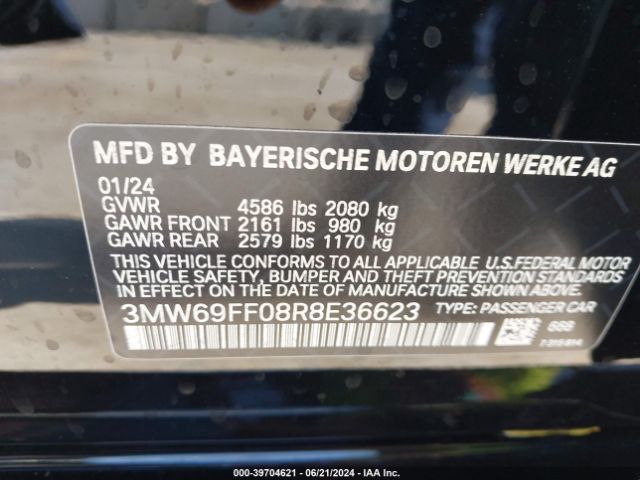 MFD BY BAYERISCHE MOTOREN WERKE AG
01/24
GVWR 4586 lbs 2080 kg
GAWR FRONT 2161 lbs 980 kg
GAWR REAR 2579 lbs 1170 kg
THIS VEHICLE CONFORMS TO ALL APPLICABLE U.S.FEDERAL MOTOR
VEHICLE SAFETY, BUMPER AND THEFT PREVENTION STANDARDS
IN EFFECT ON THE DATE OF MANUFACTURE SHOWN ABOVE.
3MW69FF08R8E36623 TYPE: PASSENGER CAR
668
000-39704621 - 06/21/2024 - IAA Inc.